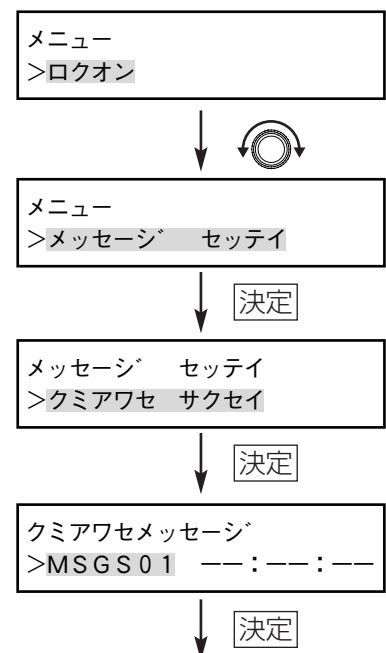 メニュー
>ロクオン
メニュー
>メッセージ　セッテイ
決定
メッセージ　セッテイ
>クミアワセ　サクセイ
決定
クミアワセメッセージ
>MSGS01　−−:−−:−−
決定